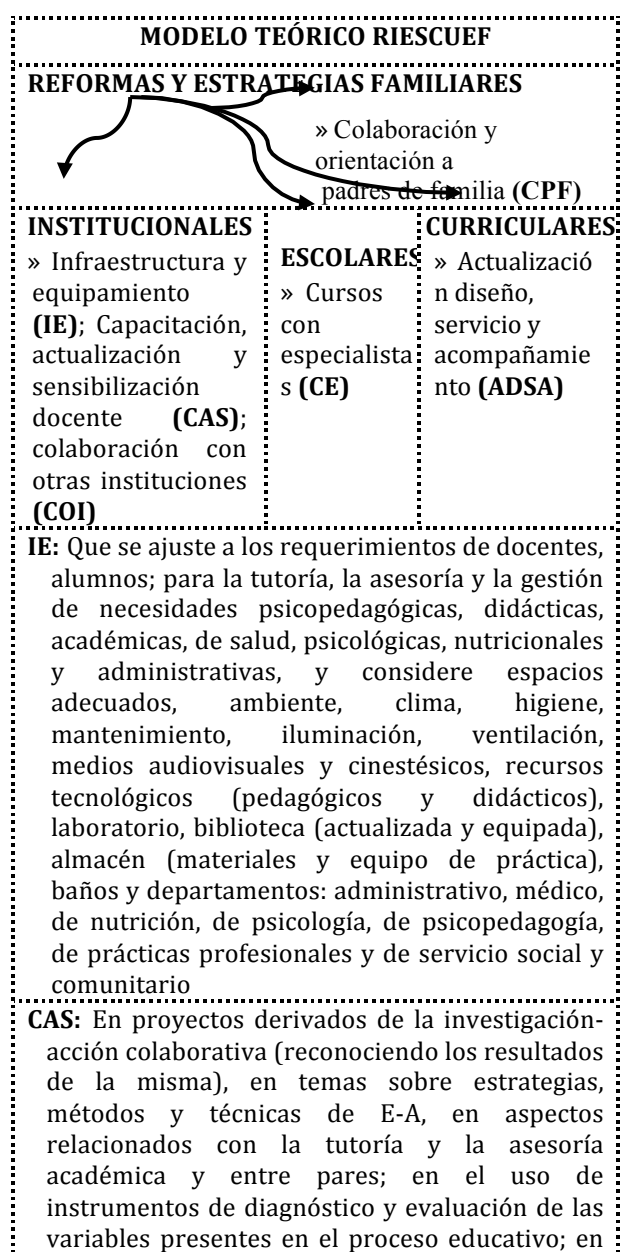 MODELO TEÓRICO RIESCUEF
REFORMAS Y ESTRATEGIAS FAMILIARES
» Colaboración y
orientación a
padres de familia (CPF)
INSTITUCIONALES
» Infraestructura y
equipamiento
(IE); Capacitación,
actualización y
sensibilización
docente (CAS);
colaboración con
otras instituciones
(COI)
ESCOLARES
» Cursos
con
especialista
s (CE)
CURRICULARES
» Actualizació
n diseño,
servicio y
acompañamie
nto (ADSA)
IE: Que se ajuste a los requerimientos de docentes,
alumnos; para la tutoría, la asesoría y la gestión
de necesidades psicopedagógicas, didácticas,
académicas, de salud, psicológicas, nutricionales
y administrativas, y considere espacios
adecuados, ambiente, clima, higiene,
mantenimiento, iluminación, ventilación,
medios audiovisuales y cinestésicos, recursos
tecnológicos (pedagógicos y didácticos),
laboratorio, biblioteca (actualizada y equipada),
almacén (materiales y equipo de práctica),
baños y departamentos: administrativo, médico,
de nutrición, de psicología, de psicopedagogía,
de prácticas profesionales y de servicio social y
comunitario
CAS: En proyectos derivados de la investigación-
acción colaborativa (reconociendo los resultados
de la misma), en temas sobre estrategias,
métodos y técnicas de E-A, en aspectos
relacionados con la tutoría y la asesoría
académica y entre pares; en el uso de
instrumentos de diagnóstico y evaluación de las
variables presentes en el proceso educativo; en